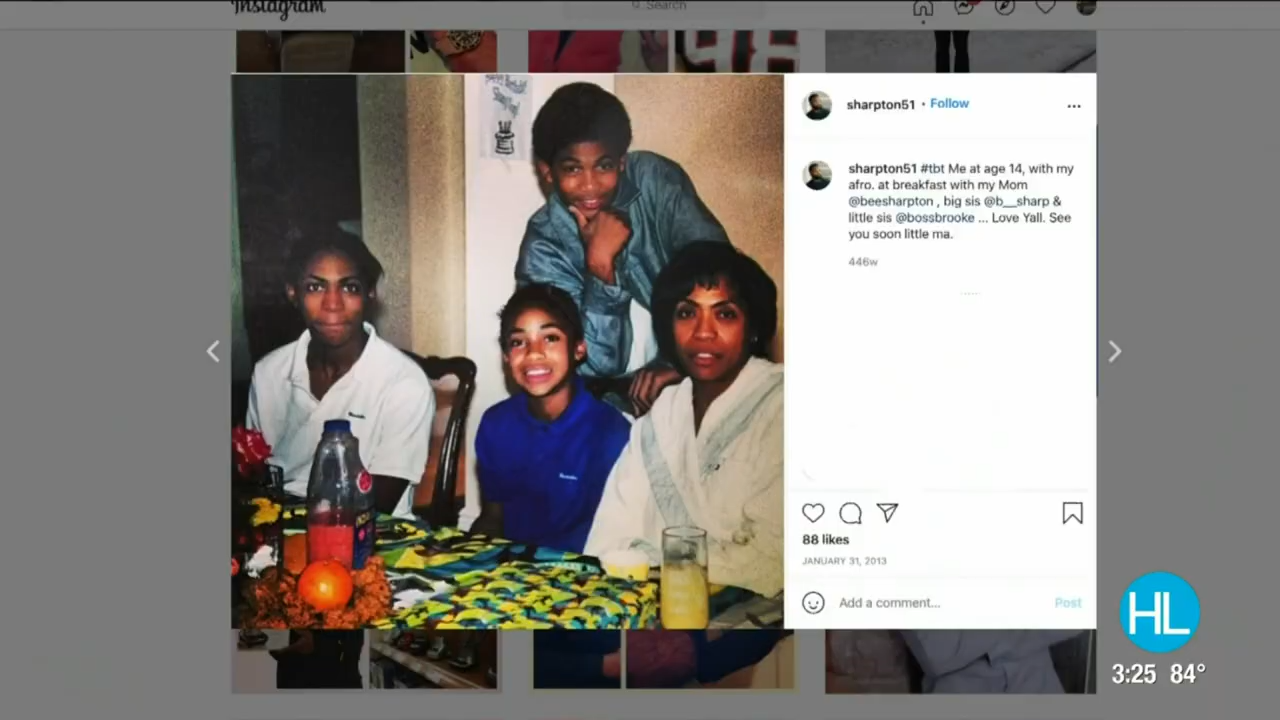 Instagram
Search
sharpton51 • Follow
...
sharpton51 #tbt Me at age 14, with my
afro. at breakfast with my Mom
@beesharpton , big sis @b__sharp &
little sis @bossbrooke ... Love Yall. See
you soon little ma.
446w
88 likes
JANUARY 31, 2013
Add a comment...
Post
HL
3:25 84°